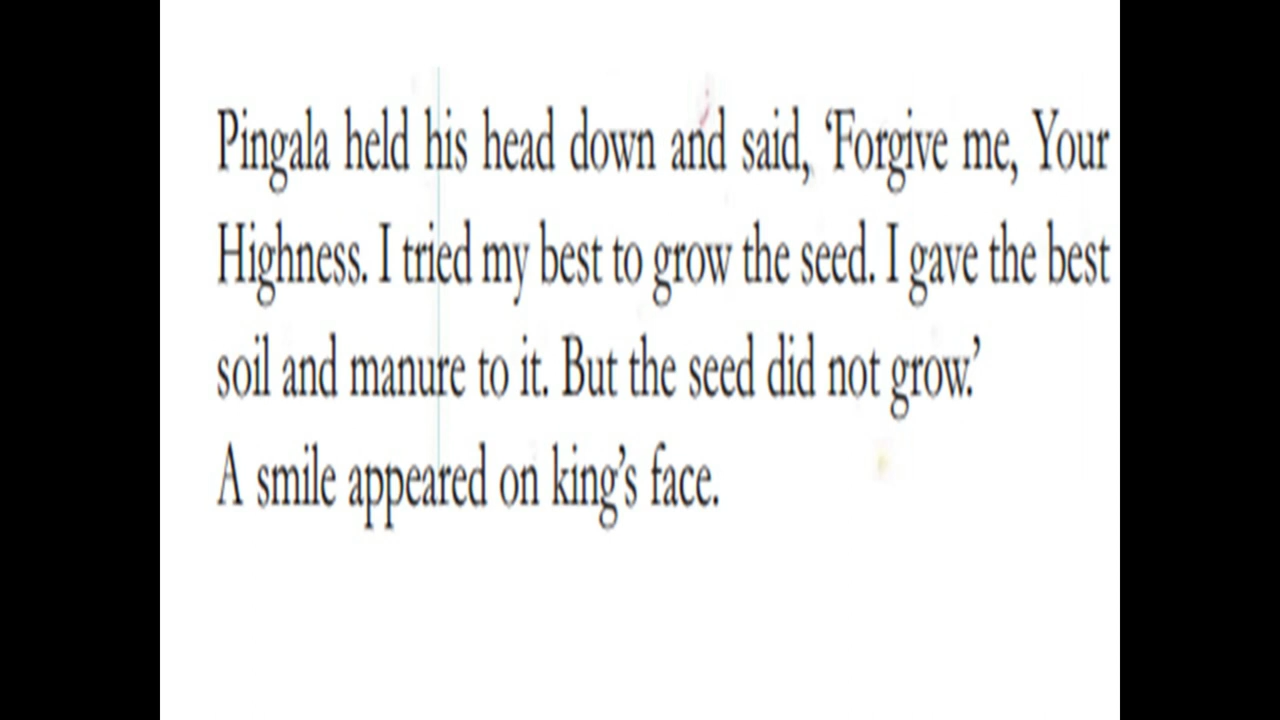 Pingala held his head down and said, ‘Forgive me, Your
Highness. I tried my best to grow the seed. I gave the best
soil and manure to it. But the seed did not grow.’
A smile appeared on king’s face.